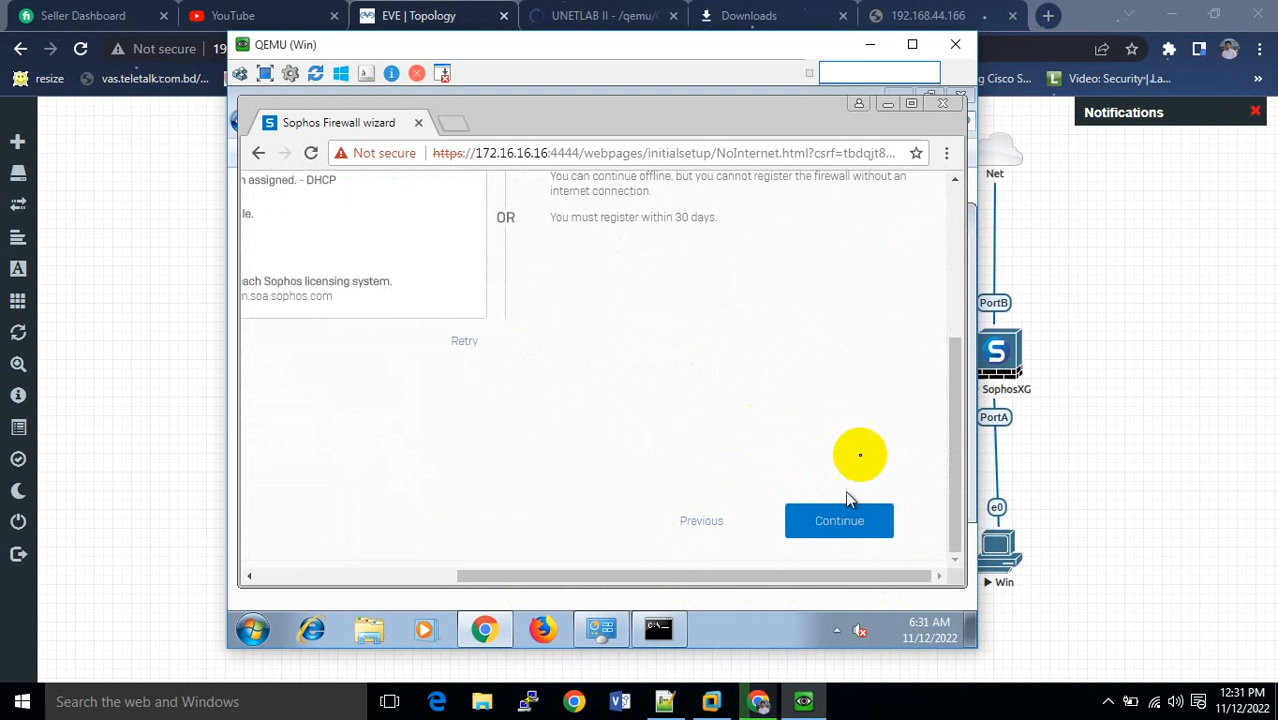 Seller Dashboard
YouTube
EVE | Topology
UNETLAB II - /qemu/
Downloads
192.168.44.166
Not secure
19
resize
vas.teletalk.com.bd/...
ng Cisco S...
Video: Security | La...
QEMU (Win)
Notifications
Sophos Firewall wizard
Not secure
https://172.16.16.16:4444/webpages/initialsetup/NoInternet.html?csrf=tbdqjt8...
n assigned. - DHCP
le.
each Sophos licensing system.
n.soa.sophos.com
Retry
OR
You can continue offline, but you cannot register the firewall without an
internet connection.
You must register within 30 days.
Previous
Continue
Net
PortB
S
SophosXG
PortA
e0
Win
6:31 AM
11/12/2022
Search the web and Windows
12:31 PM
11/12/2022